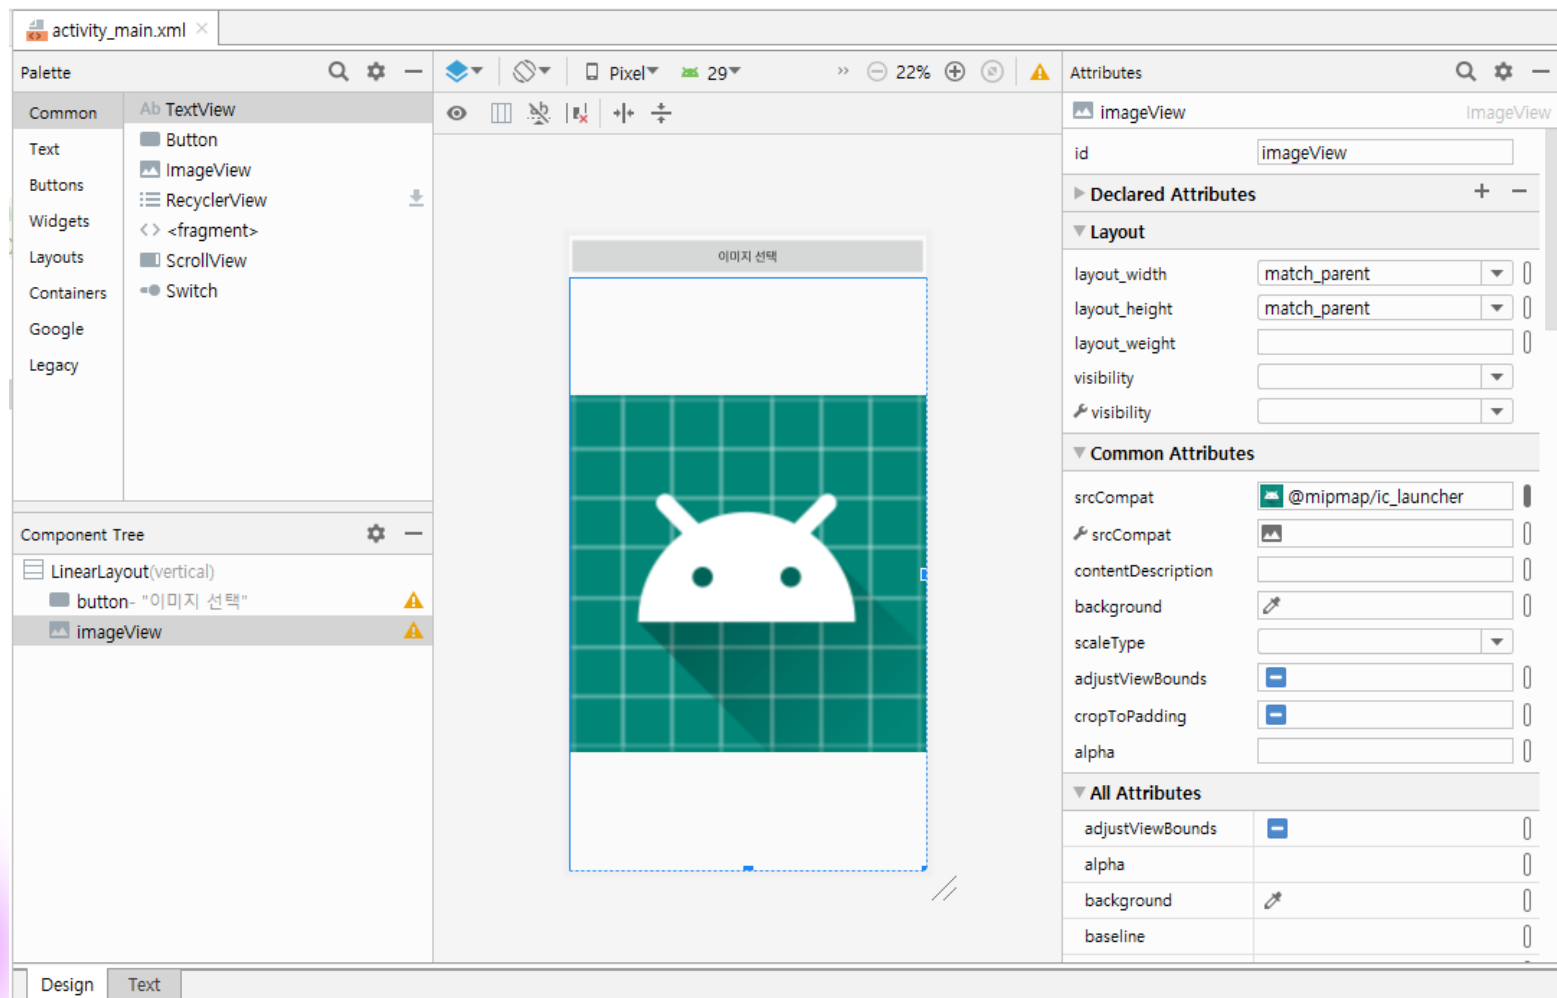 activity_main.xml
Palette
Common
Text
Buttons
Widgets
Layouts
Containers
Google
Legacy
Ab TextView
Button
ImageView
RecyclerView
<fragment>
ScrollView
Switch
Component Tree
LinearLayout(vertical)
button- "이미지 선택"
imageView
Pixel
29
22%
이미지 선택
Attributes
imageView
ImageView
id
imageView
Declared Attributes
Layout
layout_width
match_parent
layout_height
match_parent
layout_weight
visibility
visibility
Common Attributes
srcCompat
@mipmap/ic_launcher
srcCompat
contentDescription
background
scaleType
adjustViewBounds
cropToPadding
alpha
All Attributes
adjustViewBounds
alpha
background
baseline
Design
Text